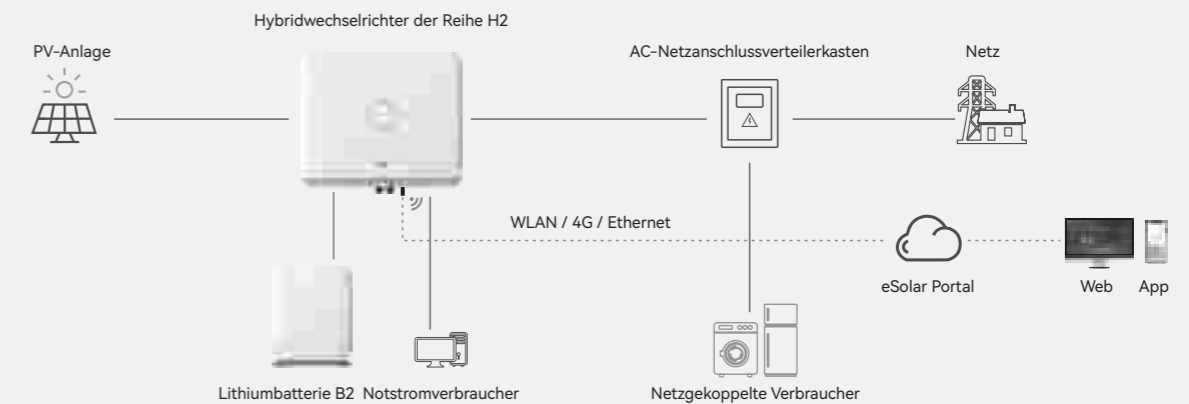 Hybridwechselrichter der Reihe H2
PV-Anlage
AC-Netzanschlussverteilerkasten
Netz
WLAN / 4G / Ethernet
eSolar Portal
Web
App
Lithiumbatterie B2
Notstromverbraucher
Netzgekoppelte Verbraucher